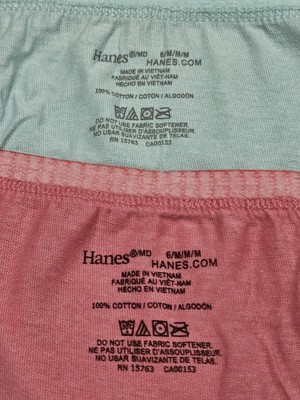 Hanes®/MD 6/M/M/M
HANES.COM
MADE IN VIETNAM
FABRIQUÉ AU VIÊT-NAM
HECHO EN VIETNAM
100% COTTON / COTON / ALGODÓN
DO NOT USE FABRIC SOFTENER.
NE PAS UTILISER D'ASSOUPLISSEUR.
NO USAR SUAVIZANTE DE TELAS.
RN 15763 CA00153
Hanes®/MD 6/M/M/M
HANES.COM
MADE IN VIETNAM
FABRIQUÉ AU VIÊT-NAM
HECHO EN VIETNAM
100% COTTON / COTON / ALGODÓN
DO NOT USE FABRIC SOFTENER.
NE PAS UTILISER D'ASSOUPLISSEUR.
NO USAR SUAVIZANTE DE TELAS.
RN 15763 CA00153